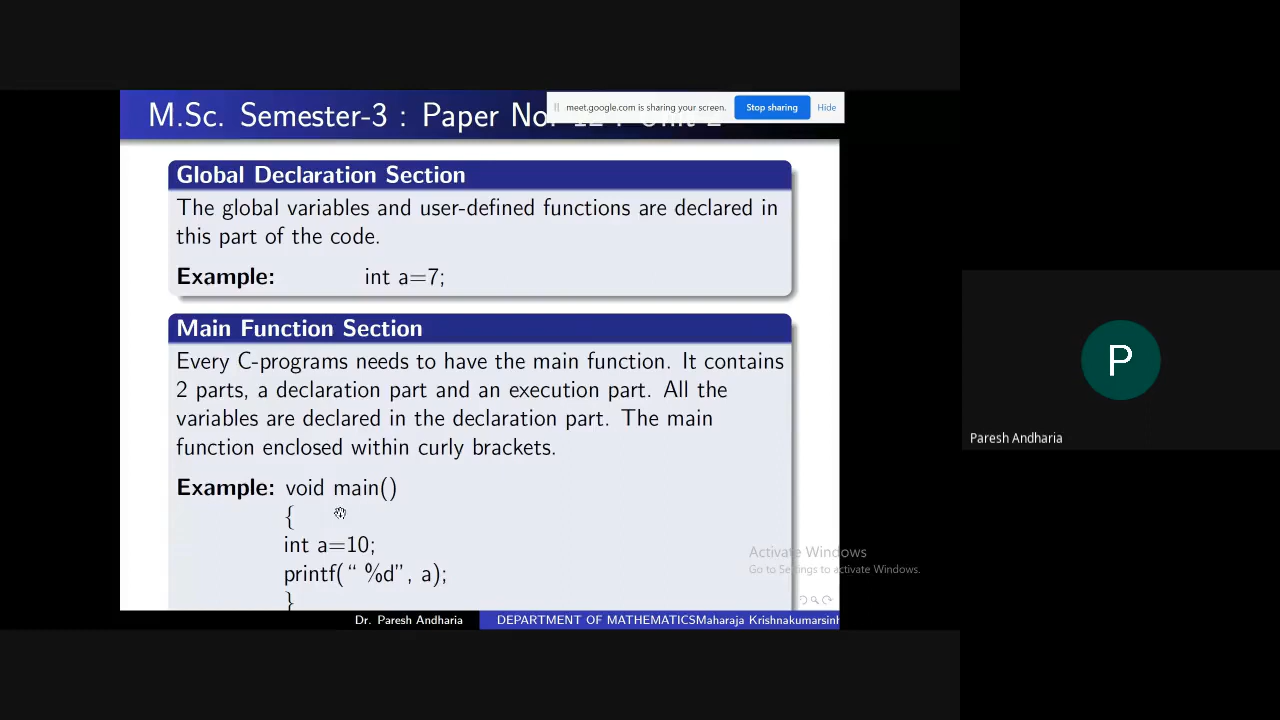 M.Sc. Semester-3 : Paper No.
meet.google.com is sharing your screen.
Stop sharing
Hide
Global Declaration Section
The global variables and user-defined functions are declared in
this part of the code.
Example: int a=7;
Main Function Section
Every C-programs needs to have the main function. It contains
2 parts, a declaration part and an execution part. All the
variables are declared in the declaration part. The main
function enclosed within curly brackets.
Example: void main()
{
int a=10;
printf(“ %d”, a);
}
Activate Windows
Go to Settings to activate Windows.
Dr. Paresh Andharia
DEPARTMENT OF MATHEMATICSMaharaja Krishnakumarsinh
P
Paresh Andharia